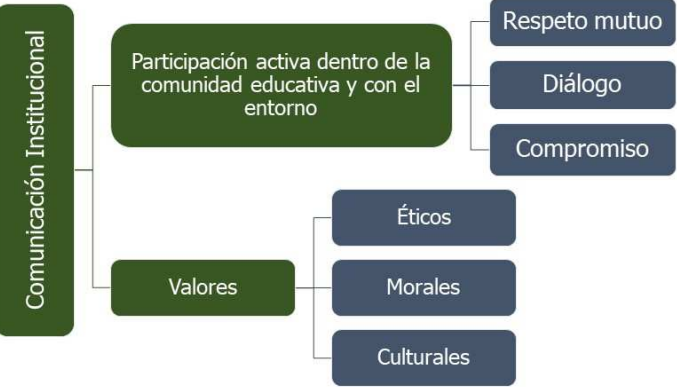 Comunicación Institucional
Participación activa dentro de la
comunidad educativa y con el
entorno
Respeto mutuo
Diálogo
Compromiso
Valores
Éticos
Morales
Culturales